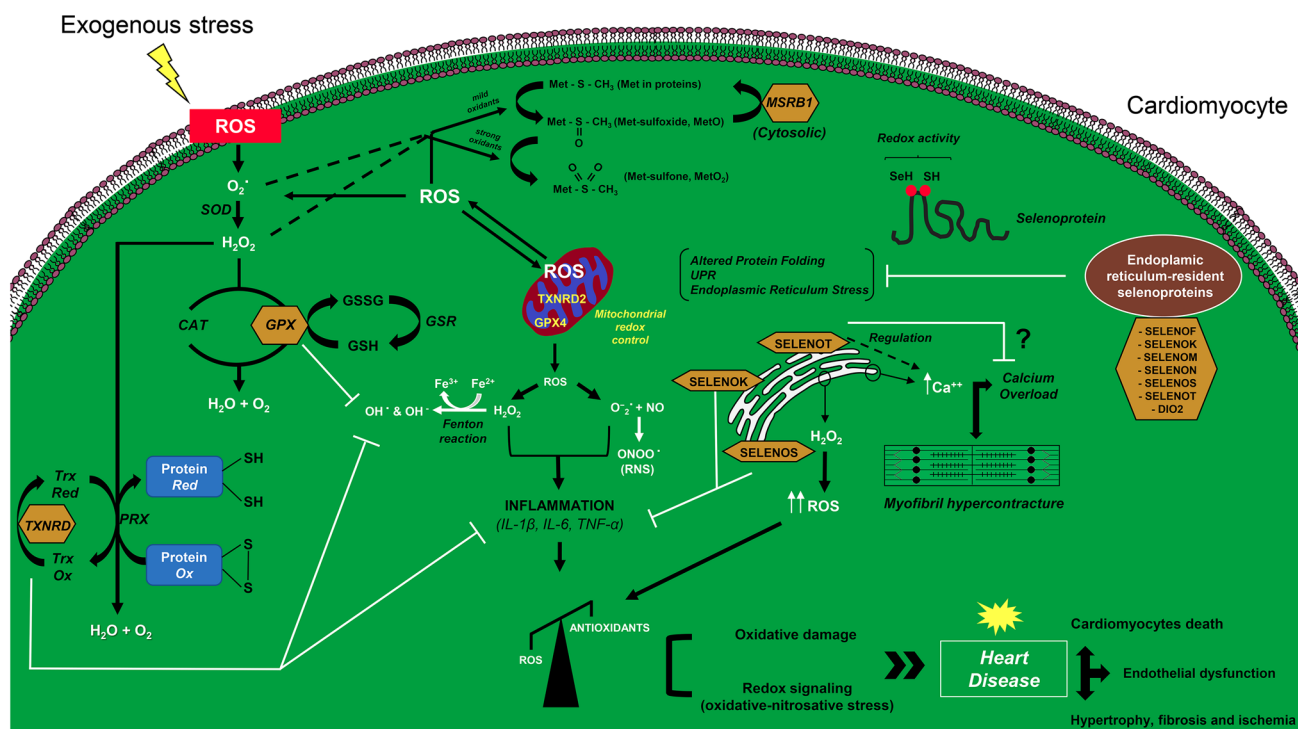 Exogenous stress
ROS
Cardiomyocyte
O₂•
SOD
H₂O₂
CAT
GPX
GSSG
GSH
GSR
H₂O + O₂
mild
oxidants
strong
oxidants
ROS
Met - S - CH₃ (Met in proteins)
Met - S - CH₃ (Met-sulfoxide, MetO)
O
O O
Met - S - CH₃
(Met-sulfone, MetO₂)
MSRB1
(Cytosolic)
Redox activity
SeH SH
Selenoprotein
Altered Protein Folding
UPR
Endoplasmic Reticulum Stress
Endoplamic
reticulum-resident
selenoproteins
- SELENOF
- SELENOK
- SELENOM
- SELENON
- SELENOS
- SELENOT
- DIO2
ROS
TXNRD2
GPX4
Mitochondrial
redox
control
ROS
Fe³⁺ Fe²⁺
OH • & OH -
H₂O₂
Fenton
reaction
O⁻₂• + NO
ONOO -
(RNS)
INFLAMMATION
(IL-1β, IL-6, TNF-α)
SELENOT
SELENOK
SELENOS
Regulation
?
↑Ca⁺⁺
Calcium
Overload
H₂O₂
↑↑ROS
Myofibril hypercontracture
Trx
Red
TXNRD
Trx
Ox
PRX
Protein
Red
SH
SH
Protein
Ox
S
S
H₂O + O₂
ANTIOXIDANTS
ROS
Oxidative damage
Redox signaling
(oxidative-nitrosative stress)
Heart
Disease
Cardiomyocytes death
Endothelial dysfunction
Hypertrophy, fibrosis and ischemia